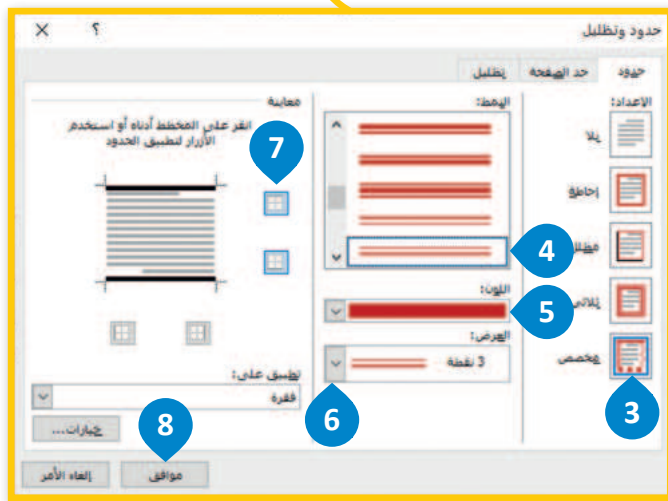 حدود وتظليل
؟
حدود
حد الصفحة
تظليل
الإعداد:
بلا
إحاطة
مظلل
ثلاثي
مخصص
3
النمط:
4
اللون:
5
العرض:
3 نقطة
6
معاينة
انقر على المخطط أدناه أو استخدم
الأزرار لتطبيق الحدود
7
تطبيق على:
فقرة
خيارات...
8
موافق
إلغاء الأمر